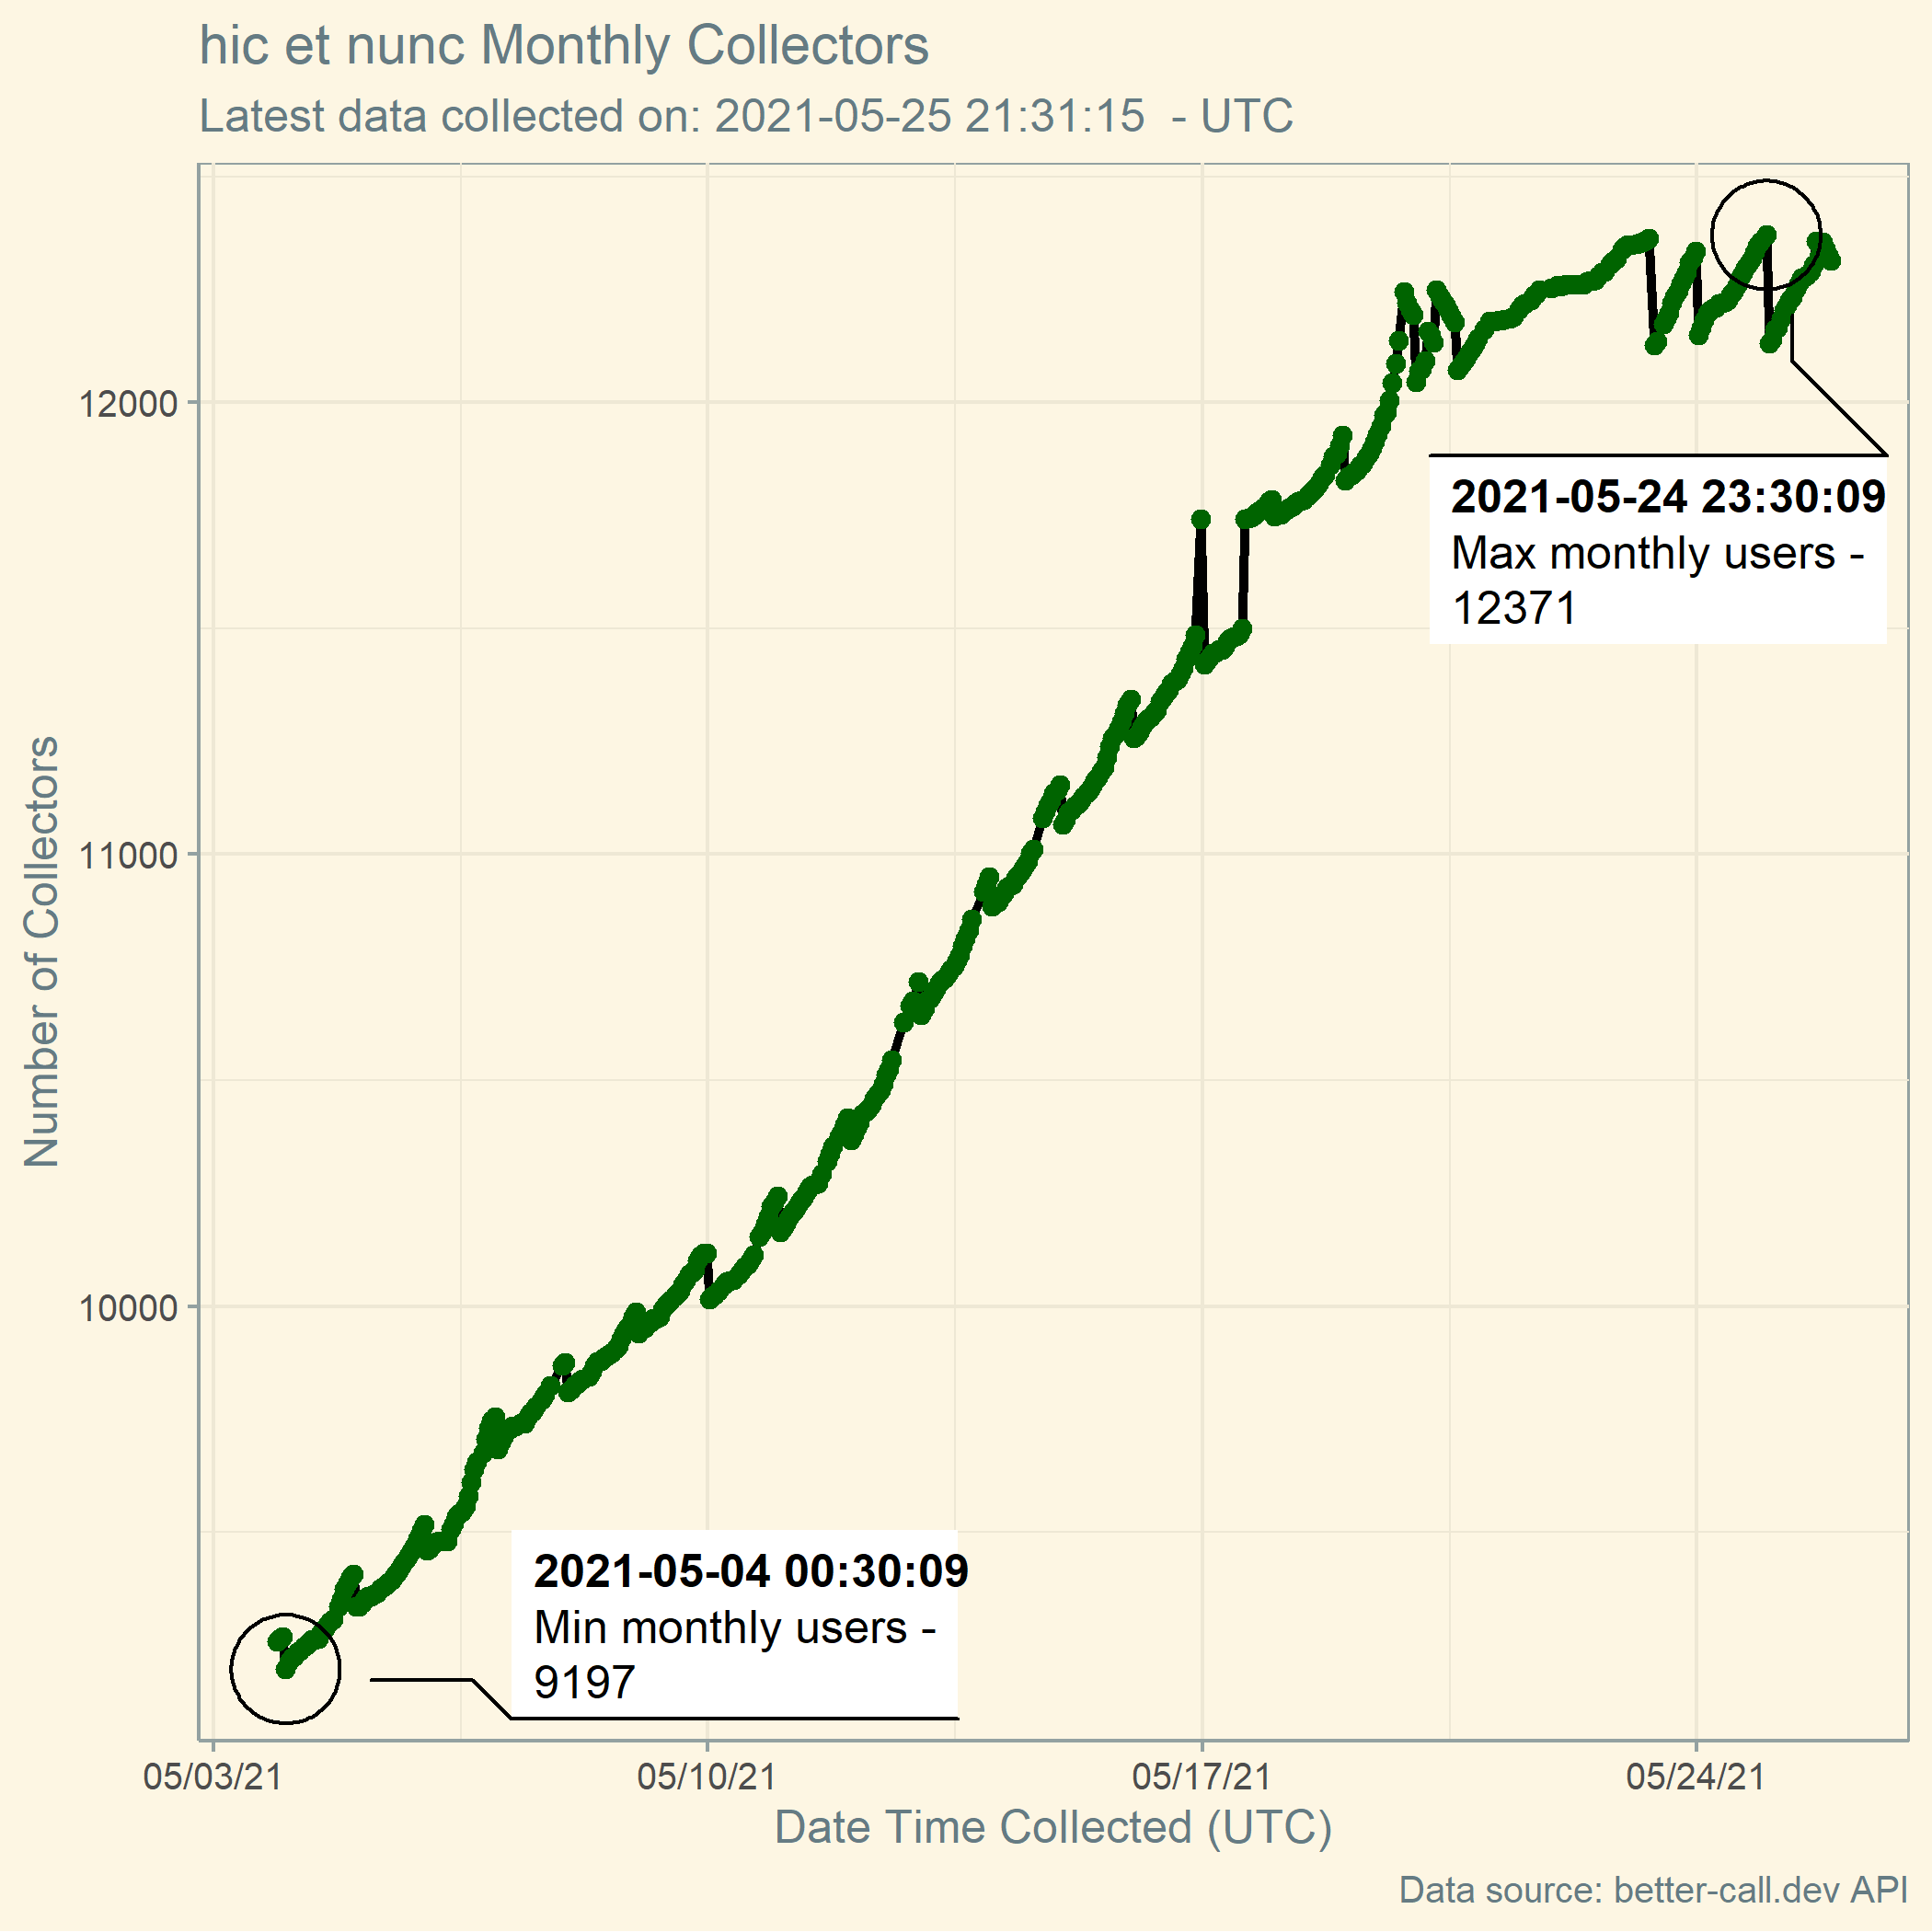 hic et nunc Monthly Collectors
Latest data collected on: 2021-05-25 21:31:15  - UTC
12000
11000
10000
Number of Collectors
2021-05-24 23:30:09
Max monthly users -
12371
2021-05-04 00:30:09
Min monthly users -
9197
05/03/21 05/10/21 05/17/21 05/24/21
Date Time Collected (UTC)
Data source: better-call.dev API